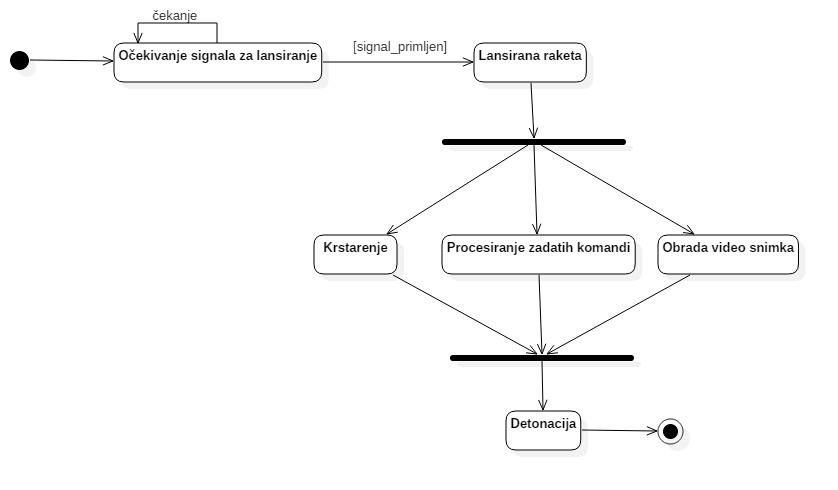 čekanje
Očekivanje signala za lansiranje
[signal_primljen]
Lansirana raketa
Krstarenje
Procesiranje zadatih komandi
Obrada video snimka
Detonacija